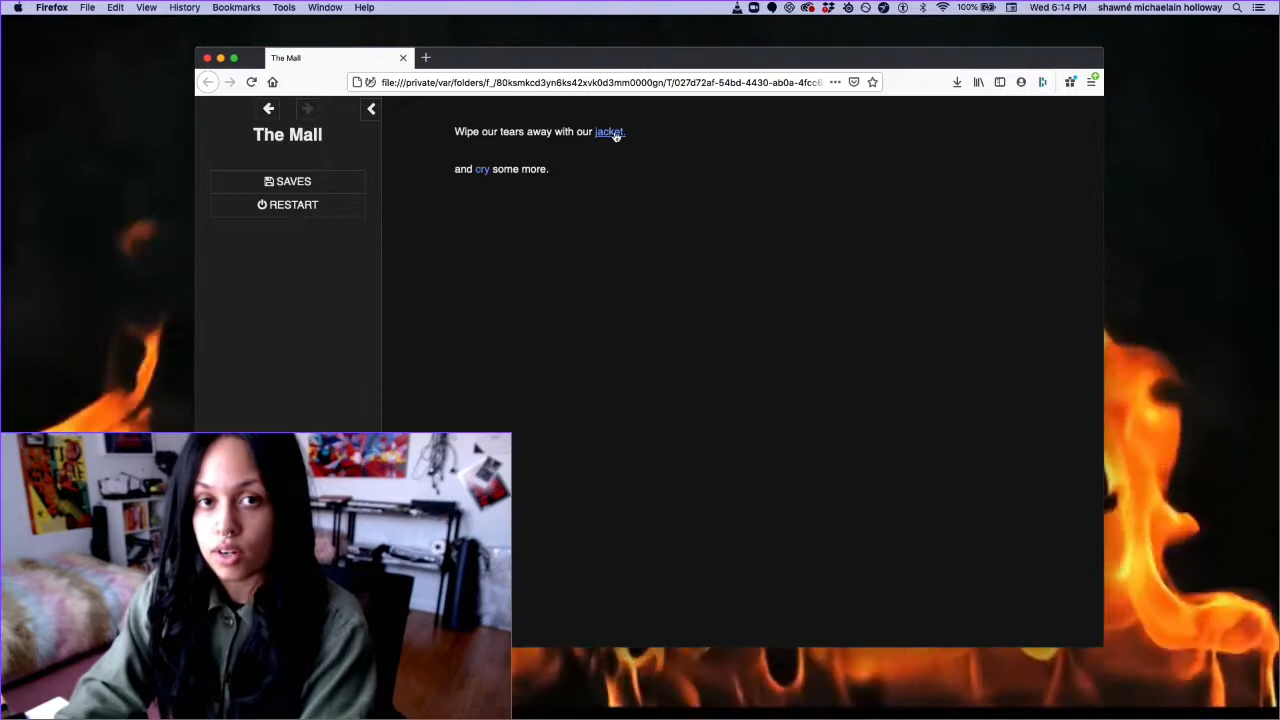 Firefox File Edit View History Bookmarks Tools Window Help 100% Wed 6:14 PM shawné michaelain holloway
The Mall
file:///private/var/folders/f_/80ksmkcd3yn6ks42xvk0d3mm0000gn/T/027d72af-54bd-4430-ab0a-4fcc6
The Mall
SAVES
RESTART
Wipe our tears away with our jacket.
and cry some more.